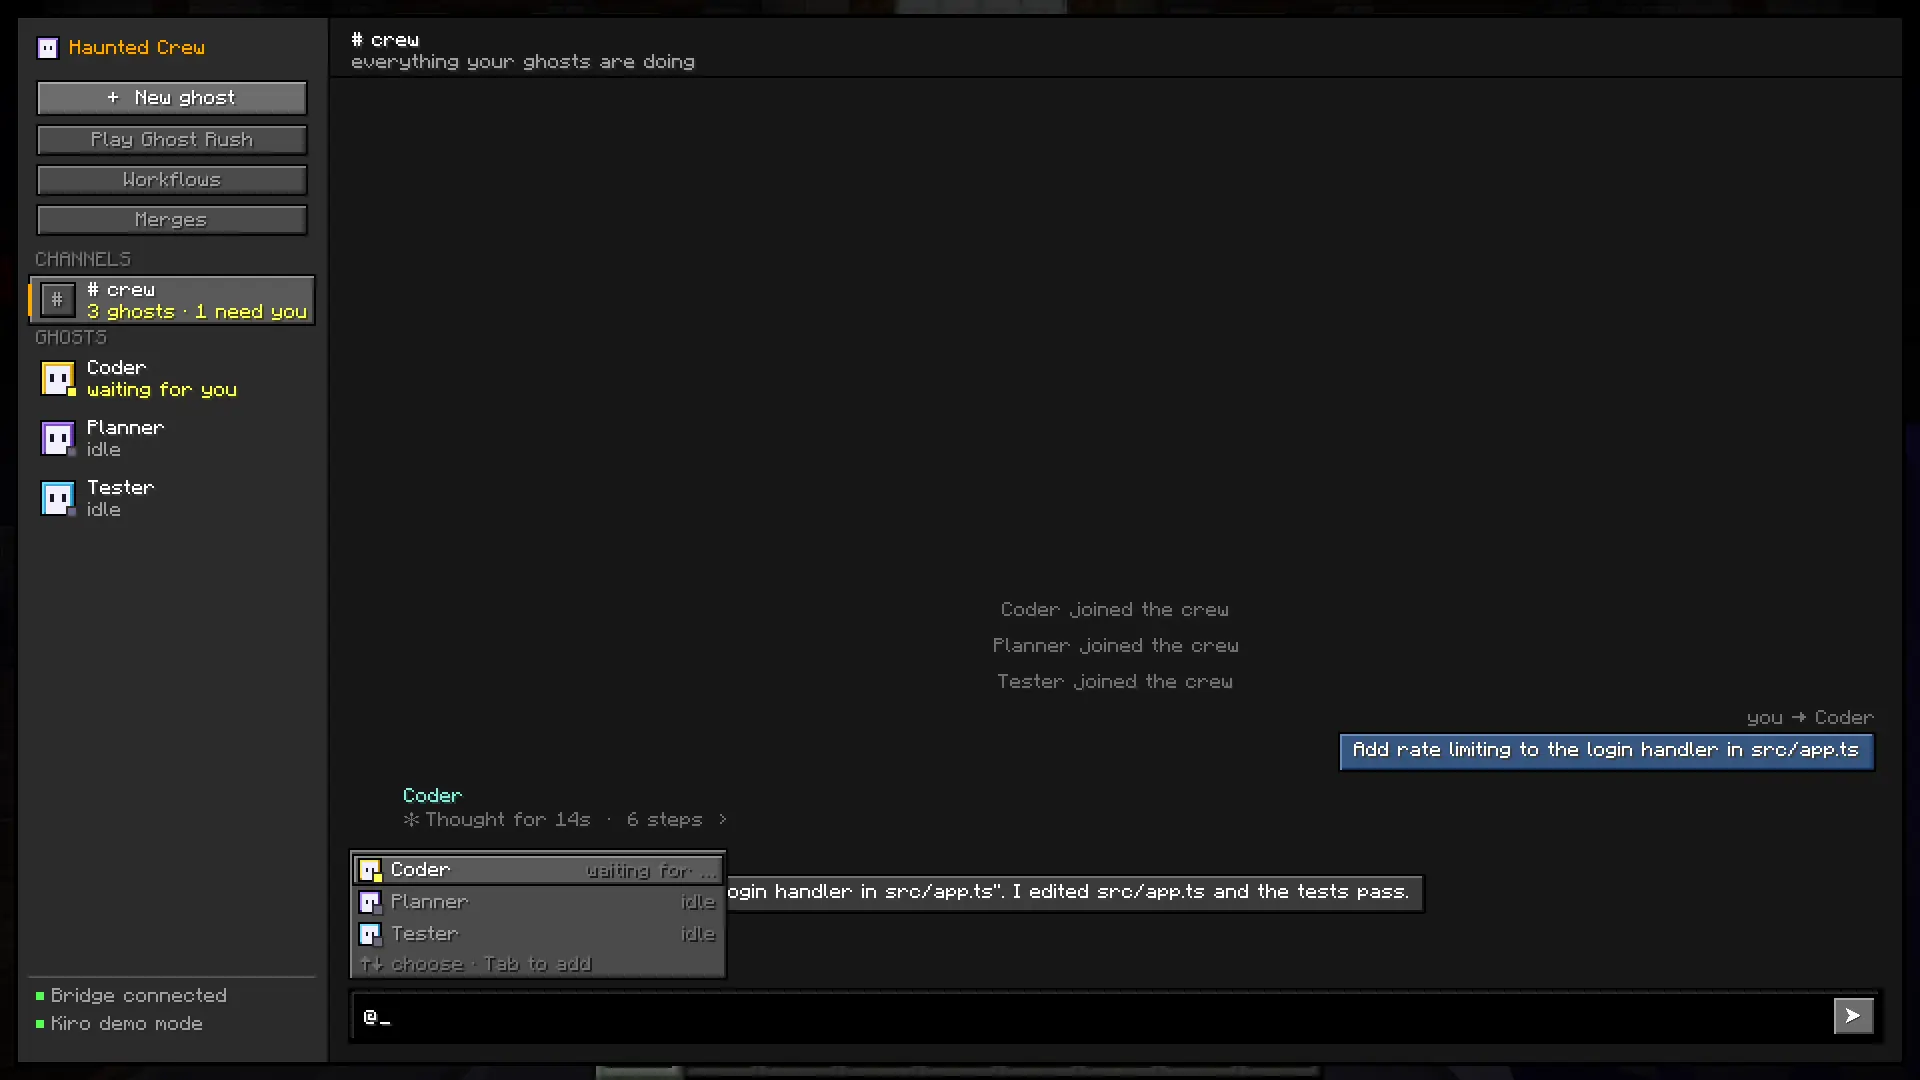 Haunted Crew
+ New ghost
Play Ghost Rush
Workflows
Merges
CHANNELS
# # crew
3 ghosts · 1 need you
GHOSTS
Coder
waiting for you
Planner
idle
Tester
idle
Bridge connected
Kiro demo mode
# crew
everything your ghosts are doing
Coder joined the crew
Planner joined the crew
Tester joined the crew
you → Coder
Add rate limiting to the login handler in src/app.ts
Coder
Thought for 14s · 6 steps >
ogin handler in src/app.ts". I edited src/app.ts and the tests pass.
Coder waiting for ...
Planner idle
Tester idle
↑↓ choose · Tab to add
@_